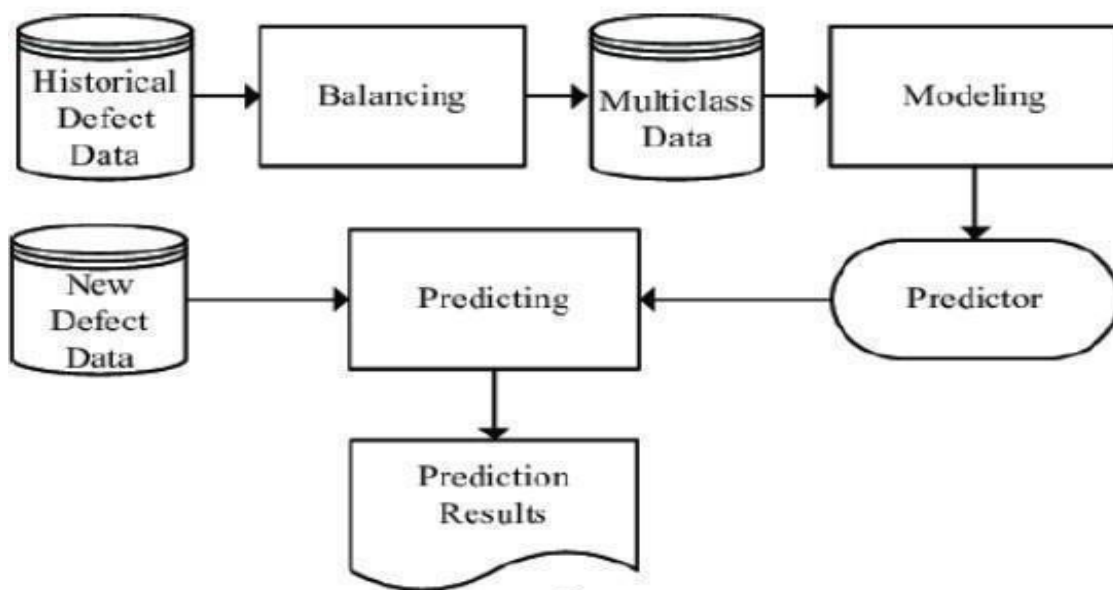 Historical
Defect
Data
Balancing
Multiclass
Data
Modeling
New
Defect
Data
Predicting
Predictor
Prediction
Results